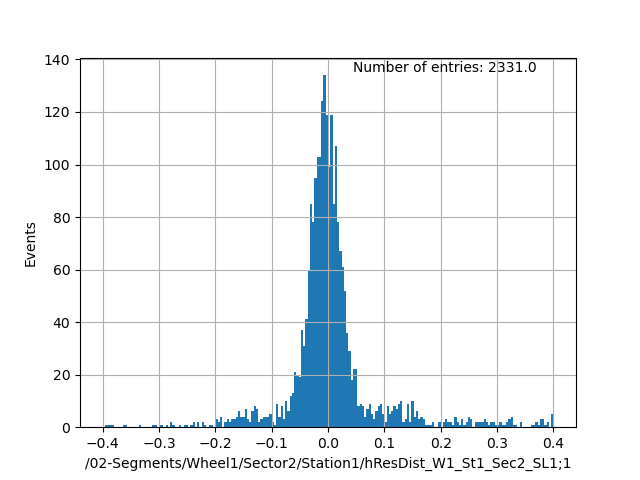 Number of entries: 2331.0
140
120
100
80
60
40
20
0
Events
−0.4 −0.3 −0.2 −0.1 0.0 0.1 0.2 0.3 0.4
/02-Segments/Wheel1/Sector2/Station1/hResDist_W1_St1_Sec2_SL1;1